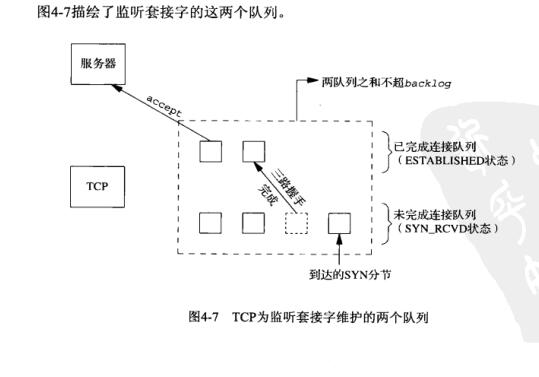 图4-7描绘了监听套接字的这两个队列。
服务器
两队列之和不超backlog
accept
已完成连接队列
（ESTABLISHED状态）
TCP
三路握手
完成
未完成连接队列
（SYN_RCVD状态）
到达的SYN分节
图4-7 TCP为监听套接字维护的两个队列